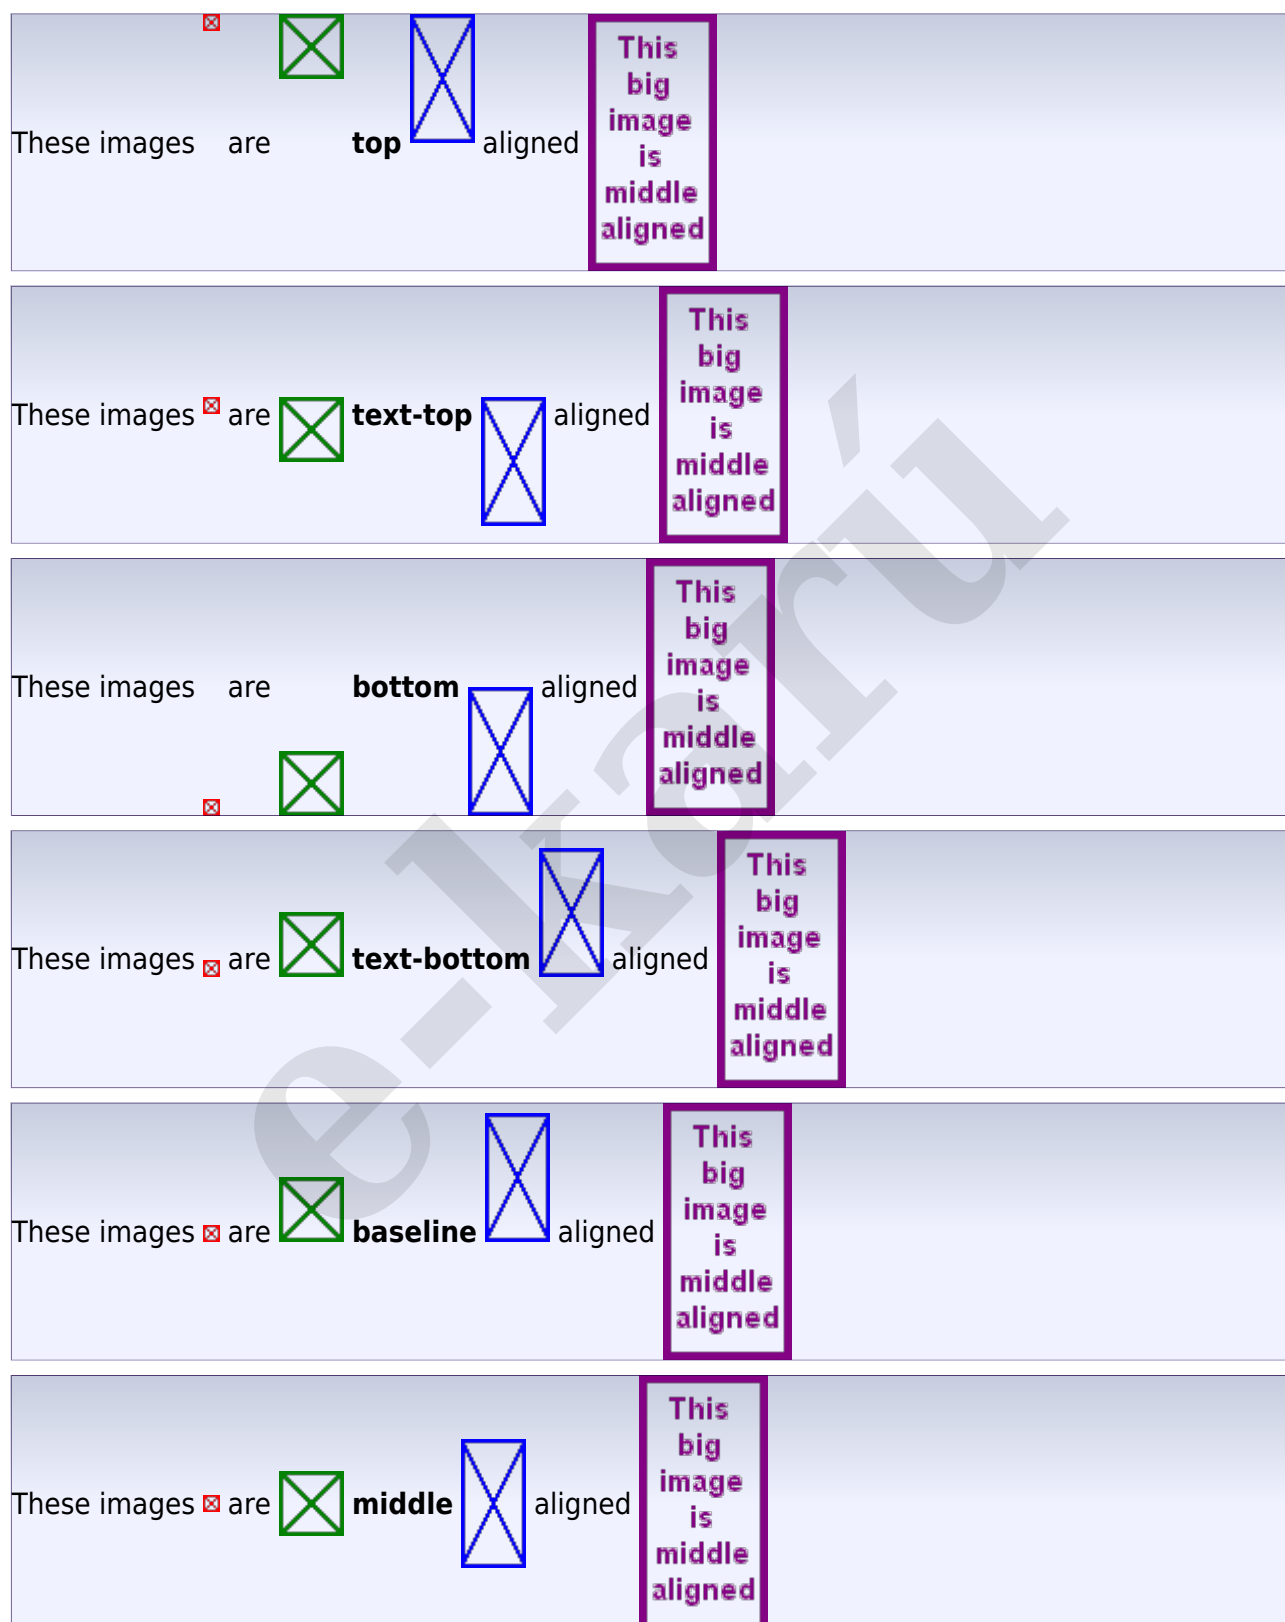 These images are top aligned
This
big
image
is
middle
aligned
These images are text-top aligned
This
big
image
is
middle
aligned
These images are bottom aligned
This
big
image
is
middle
aligned
These images are text-bottom aligned
This
big
image
is
middle
aligned
These images are baseline aligned
This
big
image
is
middle
aligned
These images are middle aligned
This
big
image
is
middle
aligned
e-karú